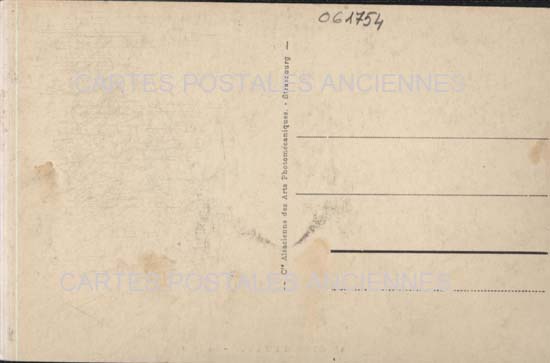 061754
CARTES POSTALES ANCIENNES
— Cie Alsacienne des Arts Photomécaniques. - Strasbourg —
CARTES POSTALES ANCIENNES